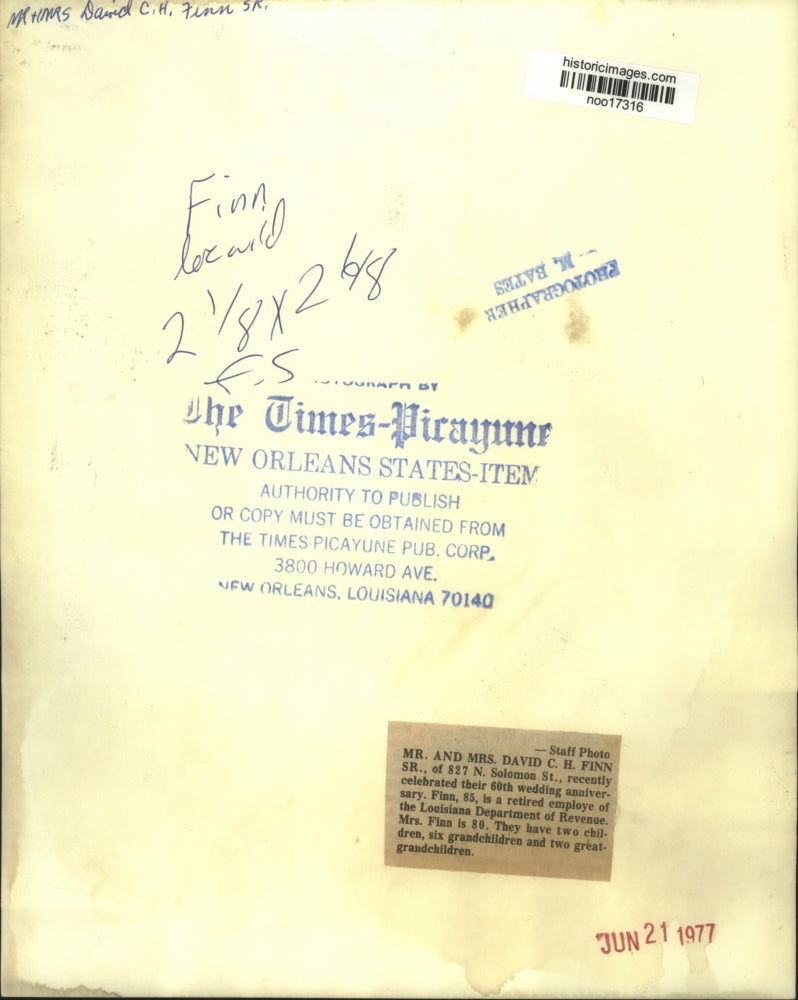 MR + MRS David C. H. Finn SR.
historicimages.com
noo17316
Finn
2 1/8 X 2 6/8
F.S
PHOTOGRAPHER
— M. BATES
PHOTOGRAPH BY
The Times-Picayune
NEW ORLEANS STATES-ITEM
AUTHORITY TO PUBLISH
OR COPY MUST BE OBTAINED FROM
THE TIMES-PICAYUNE PUB. CORP.
3800 HOWARD AVE.
NEW ORLEANS, LOUISIANA 70140
— Staff Photo
MR. AND MRS. DAVID C. H. FINN
SR., of 827 N. Solomon St., recently
celebrated their 60th wedding anniver-
sary. Finn, 85, is a retired employe of
the Louisiana Department of Revenue.
Mrs. Finn is 80. They have two chil-
dren, six grandchildren and two great-
grandchildren.
JUN 21 1977